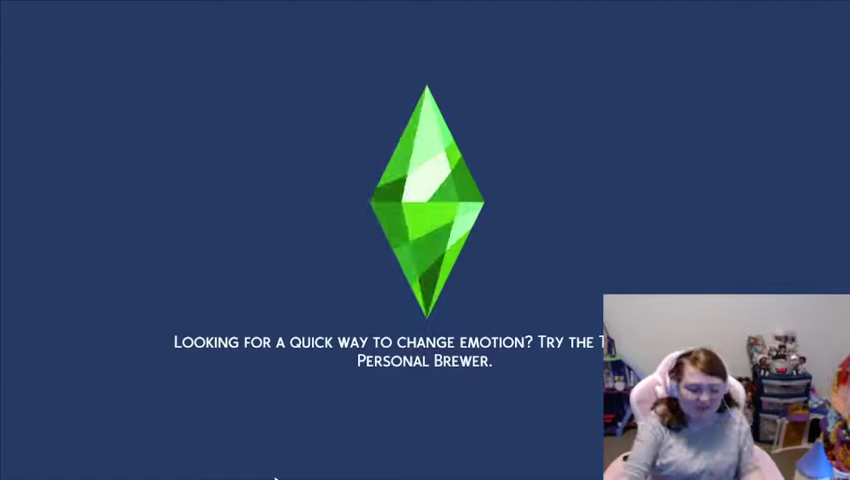 Looking for a quick way to change emotion? Try the
Personal Brewer.